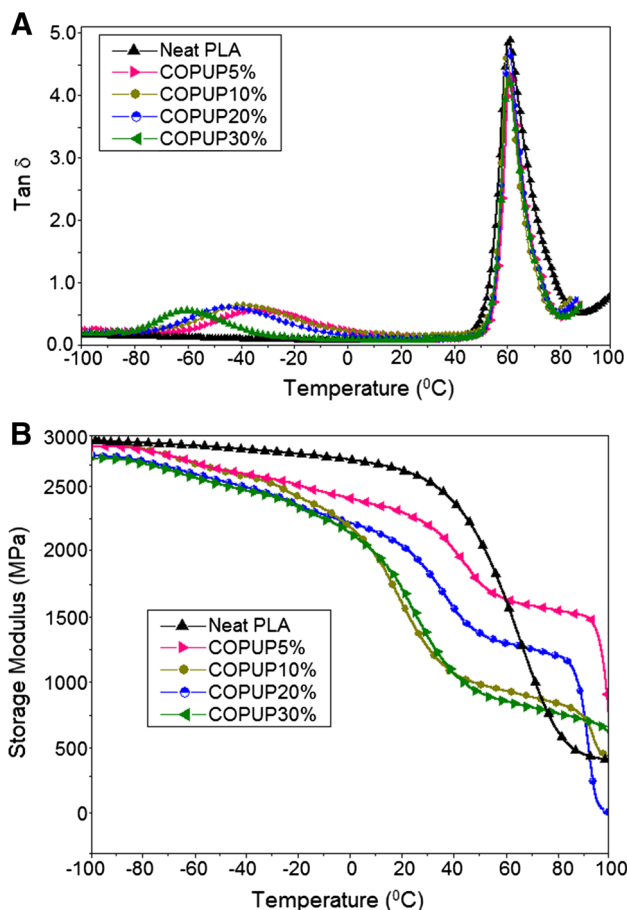 A
Tan δ
5.0
4.0
3.0
2.0
1.0
0.0
Neat PLA
COPUP5%
COPUP10%
COPUP20%
COPUP30%
-100 -80 -60 -40 -20 0 20 40 60 80 100
Temperature (⁰C)
B
Storage Modulus (MPa)
3000
2500
2000
1500
1000
500
0
Neat PLA
COPUP5%
COPUP10%
COPUP20%
COPUP30%
-100 -80 -60 -40 -20 0 20 40 60 80 100
Temperature (⁰C)